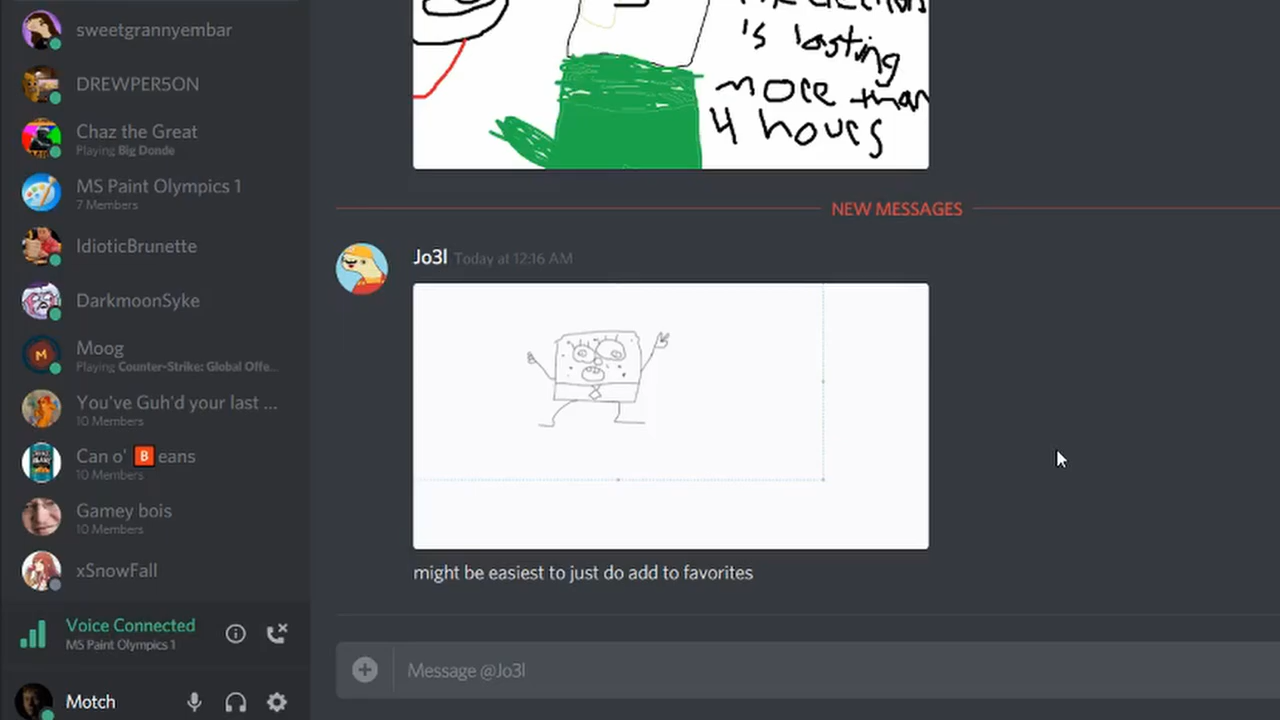 sweetgrannyembar
DREWPER5ON
Chaz the Great
Playing Big Donde
MS Paint Olympics 1
7 Members
IdioticBrunette
DarkmoonSyke
Moog
Playing Counter-Strike: Global Offe...
You've Guh'd your last ...
10 Members
Can o' B eans
10 Members
Gamey bois
10 Members
xSnowFall
Voice Connected
MS Paint Olympics 1
Motch
is lasting
more than
4 hours
NEW MESSAGES
Jo3l Today at 12:16 AM
might be easiest to just do add to favorites
Message @Jo3l